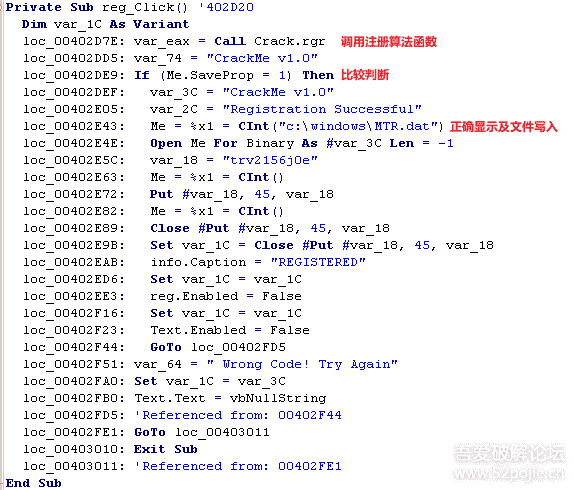 Private Sub reg_Click() '402D20
Dim var_1C As Variant
loc_00402D7E: var_eax = Call Crack.rgr 调用注册算法函数
loc_00402DD5: var_74 = "CrackMe v1.0"
loc_00402DE9: If (Me.SaveProp = 1) Then 比较判断
loc_00402DEF: var_3C = "CrackMe v1.0"
loc_00402E05: var_2C = "Registration Successful"
loc_00402E43: Me = %x1 = CInt("c:\windows\MTR.dat") 正确显示及文件写入
loc_00402E4E: Open Me For Binary As #var_3C Len = -1
loc_00402E5C: var_18 = "trv2156j0e"
loc_00402E63: Me = %x1 = CInt()
loc_00402E72: Put #var_18, 45, var_18
loc_00402E82: Me = %x1 = CInt()
loc_00402E89: Close #Put #var_18, 45, var_18
loc_00402E9B: Set var_1C = Close #Put #var_18, 45, var_18
loc_00402EAB: info.Caption = "REGISTERED"
loc_00402ED6: Set var_1C = var_1C
loc_00402EE3: reg.Enabled = False
loc_00402F16: Set var_1C = var_1C
loc_00402F23: Text.Enabled = False
loc_00402F44: GoTo loc_00402FD5
loc_00402F51: var_64 = " Wrong Code! Try Again"
loc_00402FA0: Set var_1C = var_3C
loc_00402FB0: Text.Text = vbNullString
loc_00402FD5: 'Referenced from: 00402F44
loc_00402FE1: GoTo loc_00403011
loc_00403010: Exit Sub
loc_00403011: 'Referenced from: 00402FE1
End Sub
吾爱破解论坛
www.52pojie.cn